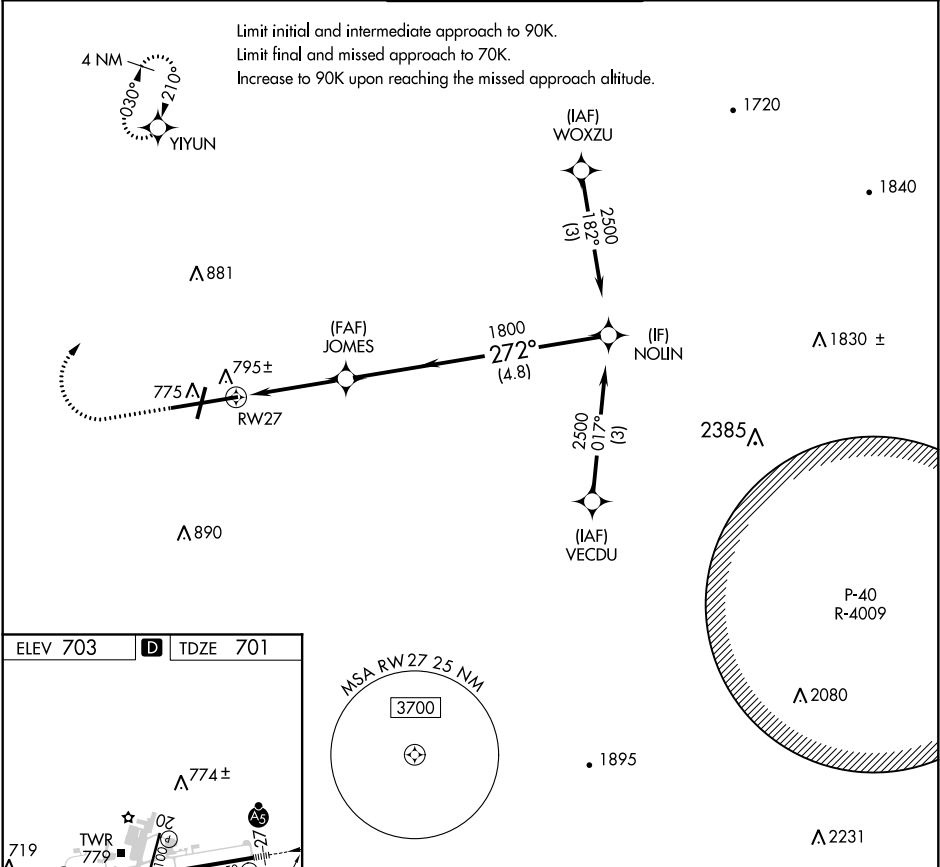 Limit initial and intermediate approach to 90K.
Limit final and missed approach to 70K.
Increase to 90K upon reaching the missed approach altitude.
4 NM
030°
210°
YIYUN
(IAF)
WOXZU
1720
1840
2500
182°
(3)
881
(FAF)
JOMES
1800
272°
(4.8)
(IF)
NOLIN
1830 ±
795±
775
RW27
2500
017°
(3)
2385
890
(IAF)
VECDU
P-40
R-4009
ELEV 703
D
TDZE 701
MSA RW27 25 NM
3700
2080
774±
1895
A5
20
TWR
779
P
27
719
2231